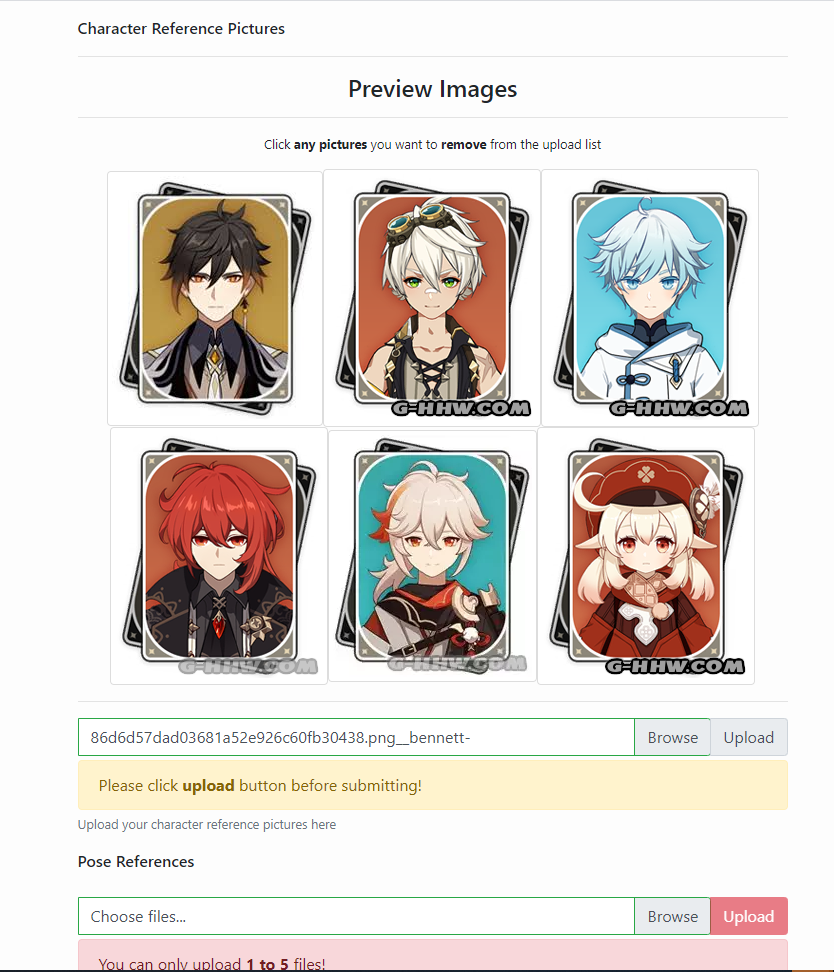 Character Reference Pictures
Preview Images
Click any pictures you want to remove from the upload list
G-HHW.COM
G-HHW.COM
G-HHW.COM
G-HHW.COM
G-HHW.COM
86d6d57dad03681a52e926c60fb30438.png__bennett-
Browse
Upload
Please click upload button before submitting!
Upload your character reference pictures here
Pose References
Choose files...
Browse
Upload
You can only upload 1 to 5 files!